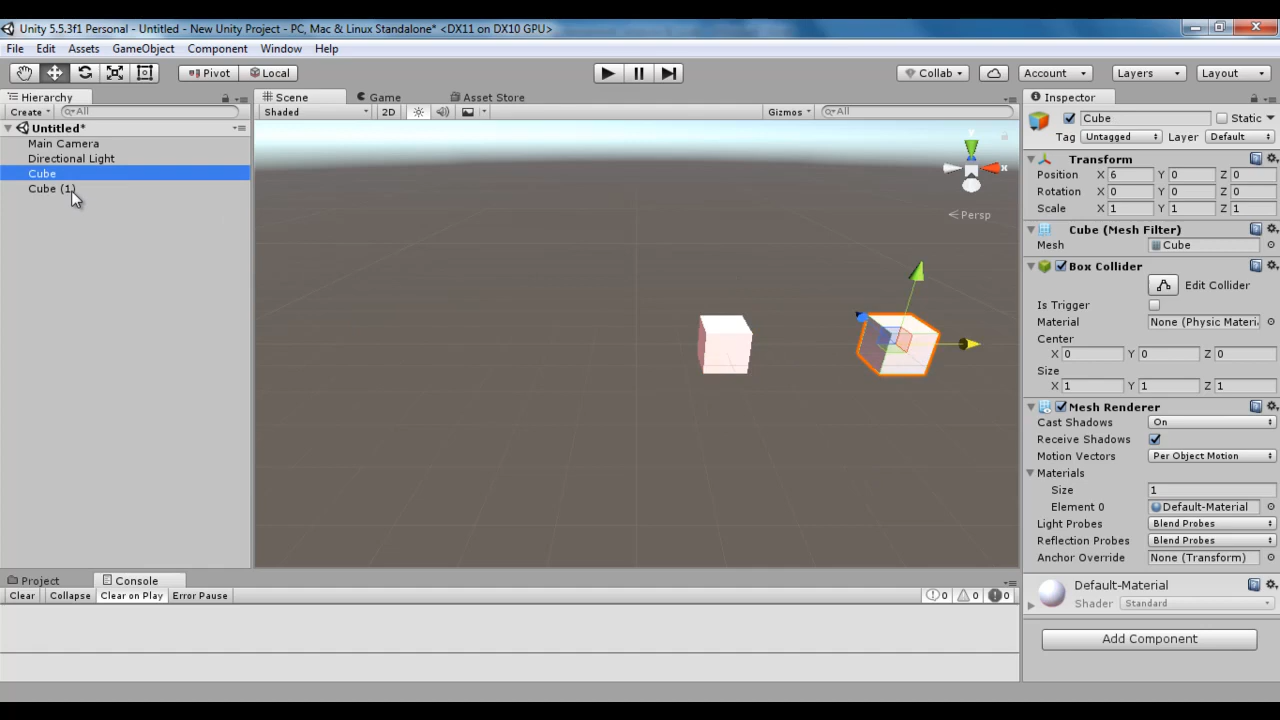 Unity 5.5.3f1 Personal - Untitled - New Unity Project - PC, Mac & Linux Standalone* <DX11 on DX10 GPU>
File Edit Assets GameObject Component Window Help
Pivot Local Collab Account Layers Layout
Hierarchy Scene Game Asset Store Inspector
Create All Shaded 2D Gizmos All Cube Static
Untitled* Tag Untagged Layer Default
Main Camera
Directional Light Transform
Cube Position X 6 Y 0 Z 0
Cube (1) Rotation X 0 Y 0 Z 0
Scale X 1 Y 1 Z 1
Persp
Cube (Mesh Filter)
Mesh Cube
Box Collider
Edit Collider
Is Trigger
Material None (Physic Materi
Center
X 0 Y 0 Z 0
Size
X 1 Y 1 Z 1
Mesh Renderer
Cast Shadows On
Receive Shadows
Motion Vectors Per Object Motion
Materials
Size 1
Element 0 Default-Material
Light Probes Blend Probes
Reflection Probes Blend Probes
Anchor Override None (Transform)
Project Console Default-Material
Clear Collapse Clear on Play Error Pause 0 0 0 Shader Standard
Add Component